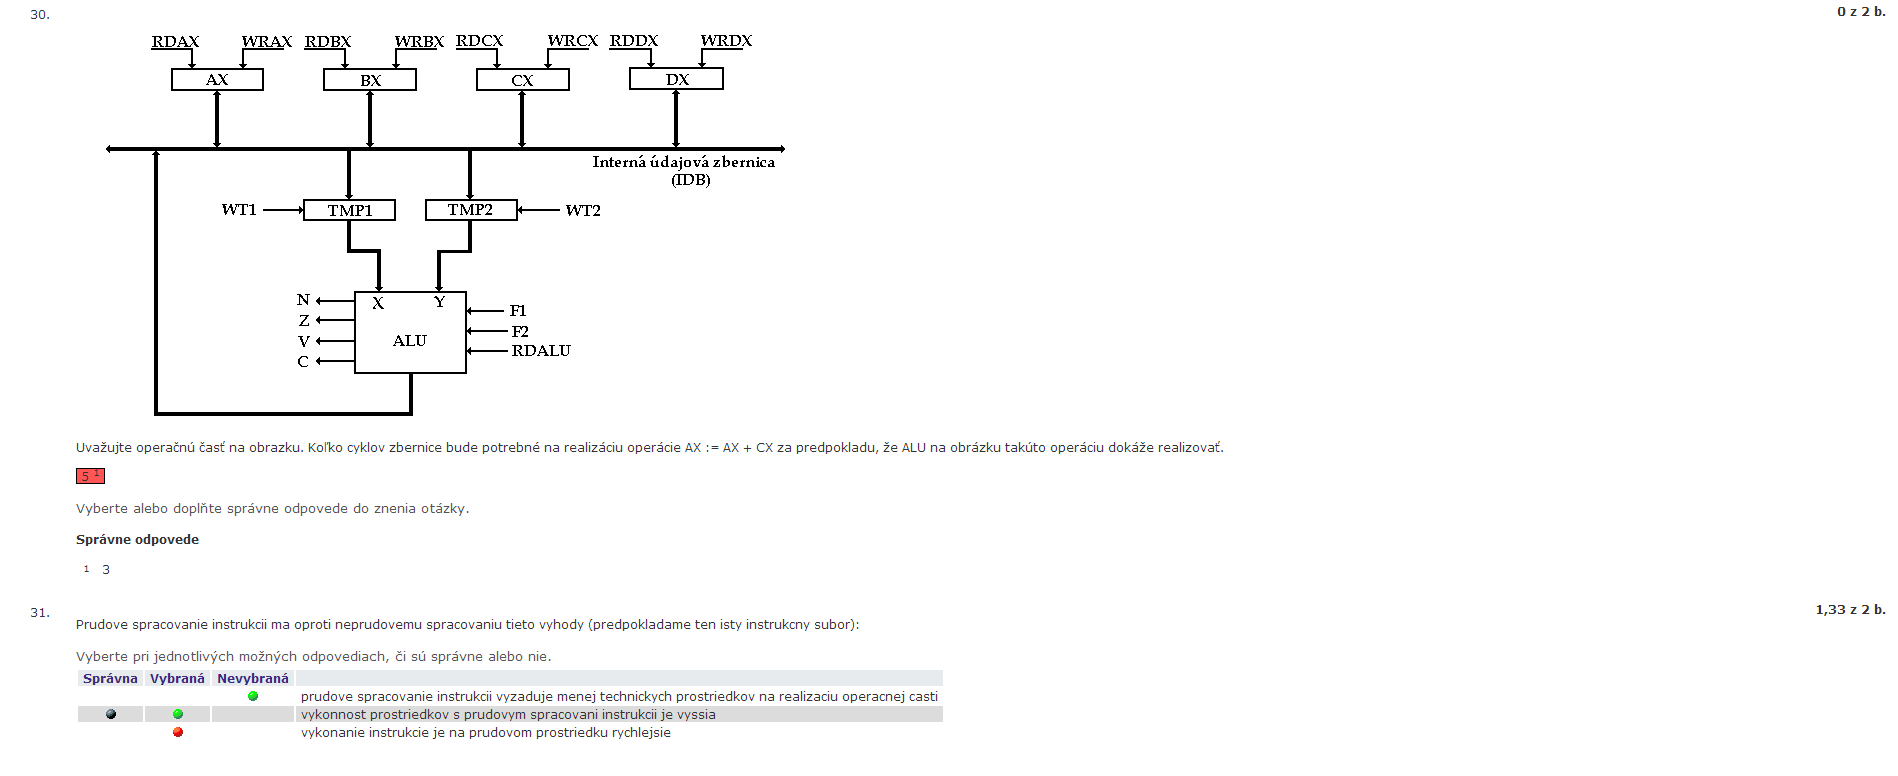 30.
0 z 2 b.
RDAX WRAX RDBX WRBX RDCX WRCX RDDX WRDX
AX BX CX DX
Interná údajová zbernica
(IDB)
WT1 TMP1 TMP2 WT2
N X Y F1
Z F2
V ALU RDALU
C
Uvažujte operačnú časť na obrazku. Koľko cyklov zbernice bude potrebné na realizáciu operácie AX := AX + CX za predpokladu, že ALU na obrázku takúto operáciu dokáže realizovať.
5 1
Vyberte alebo doplňte správne odpovede do znenia otázky.
Správne odpovede
1 3
31.
1,33 z 2 b.
Prudove spracovanie instrukcii ma oproti neprudovemu spracovaniu tieto vyhody (predpokladame ten isty instrukcny subor):
Vyberte pri jednotlivých možných odpovediach, či sú správne alebo nie.
Správna Vybraná Nevybraná
prudove spracovanie instrukcii vyzaduje menej technickych prostriedkov na realizaciu operacnej casti
vykonnost prostriedkov s prudovym spracovani instrukcii je vyssia
vykonanie instrukcie je na prudovom prostriedku rychlejsie